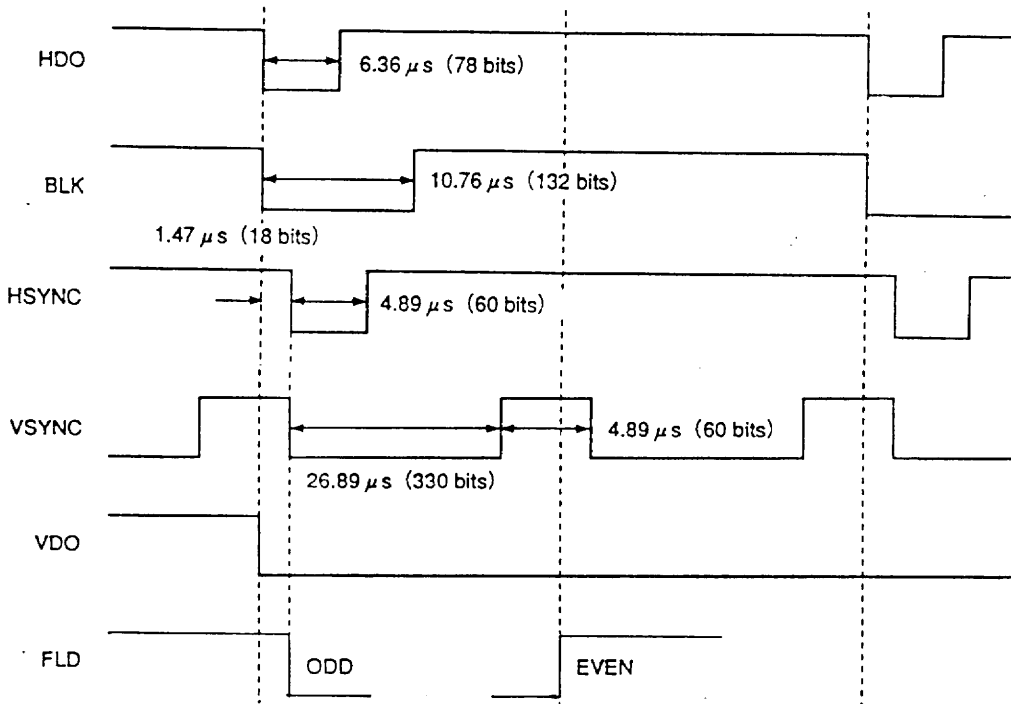 HDO
6.36 μs (78 bits)
BLK
10.76 μs (132 bits)
1.47 μs (18 bits)
HSYNC
4.89 μs (60 bits)
VSYNC
4.89 μs (60 bits)
26.89 μs (330 bits)
VDO
FLD
ODD
EVEN